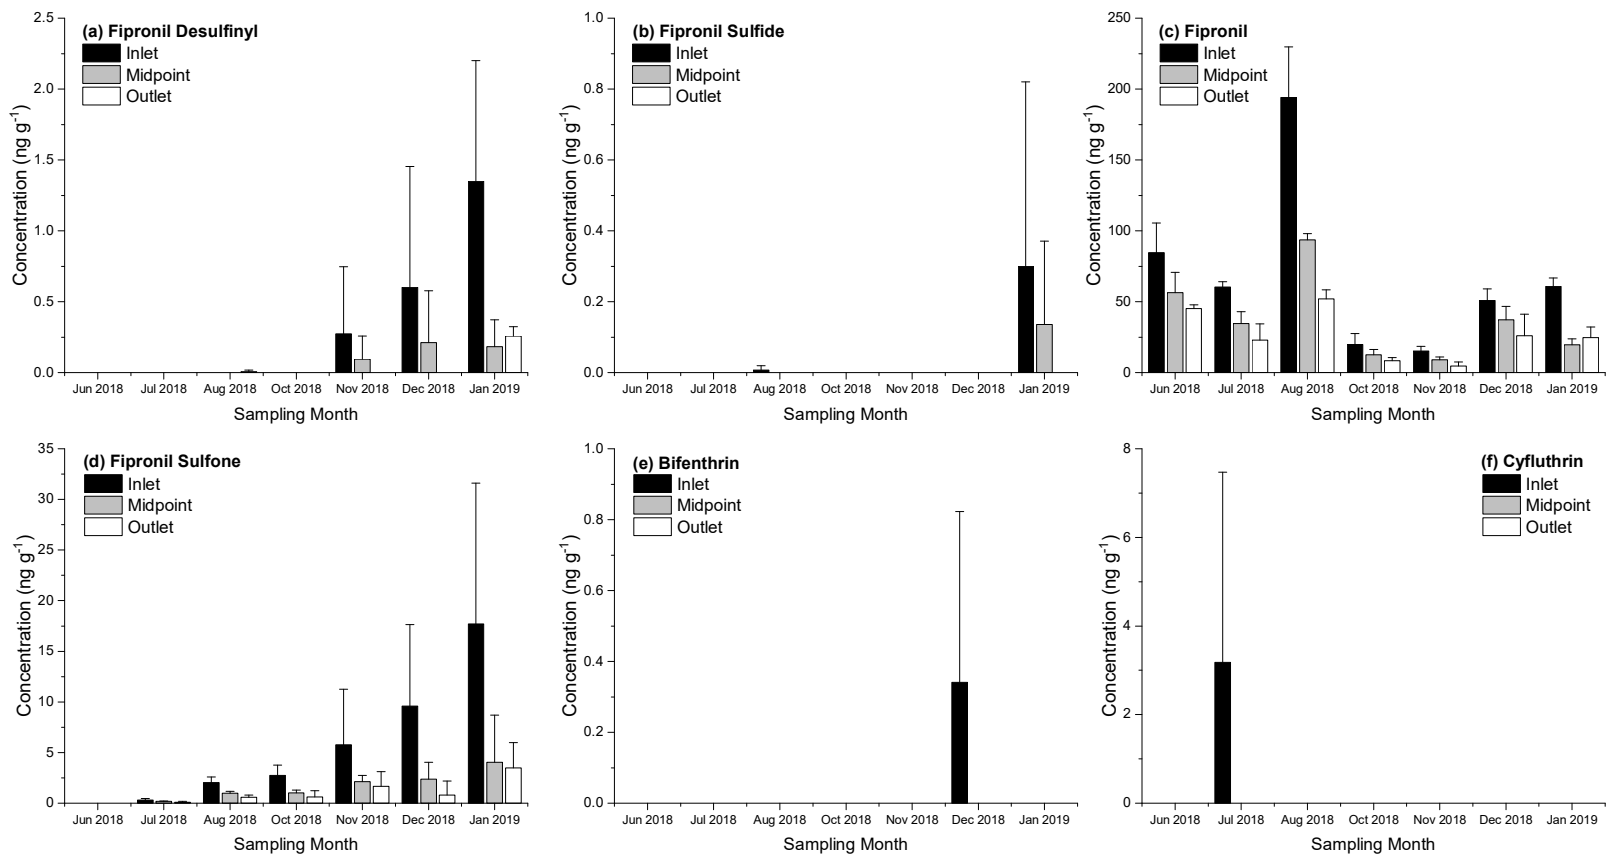 (a) Fipronil Desulfinyl
Inlet
Midpoint
Outlet
2.5
2.0
1.5
1.0
0.5
0.0
Concentration (ng g⁻¹)
Jun 2018 Jul 2018 Aug 2018 Oct 2018 Nov 2018 Dec 2018 Jan 2019
Sampling Month
(b) Fipronil Sulfide
Inlet
Midpoint
Outlet
1.0
0.8
0.6
0.4
0.2
0.0
Concentration (ng g⁻¹)
Jun 2018 Jul 2018 Aug 2018 Oct 2018 Nov 2018 Dec 2018 Jan 2019
Sampling Month
(c) Fipronil
Inlet
Midpoint
Outlet
250
200
150
100
50
0
Concentration (ng g⁻¹)
Jun 2018 Jul 2018 Aug 2018 Oct 2018 Nov 2018 Dec 2018 Jan 2019
Sampling Month
(d) Fipronil Sulfone
Inlet
Midpoint
Outlet
35
30
25
20
15
10
5
0
Concentration (ng g⁻¹)
Jun 2018 Jul 2018 Aug 2018 Oct 2018 Nov 2018 Dec 2018 Jan 2019
Sampling Month
(e) Bifenthrin
Inlet
Midpoint
Outlet
1.0
0.8
0.6
0.4
0.2
0.0
Concentration (ng g⁻¹)
Jun 2018 Jul 2018 Aug 2018 Oct 2018 Nov 2018 Dec 2018 Jan 2019
Sampling Month
(f) Cyfluthrin
Inlet
Midpoint
Outlet
8
6
4
2
0
Concentration (ng g⁻¹)
Jun 2018 Jul 2018 Aug 2018 Oct 2018 Nov 2018 Dec 2018 Jan 2019
Sampling Month